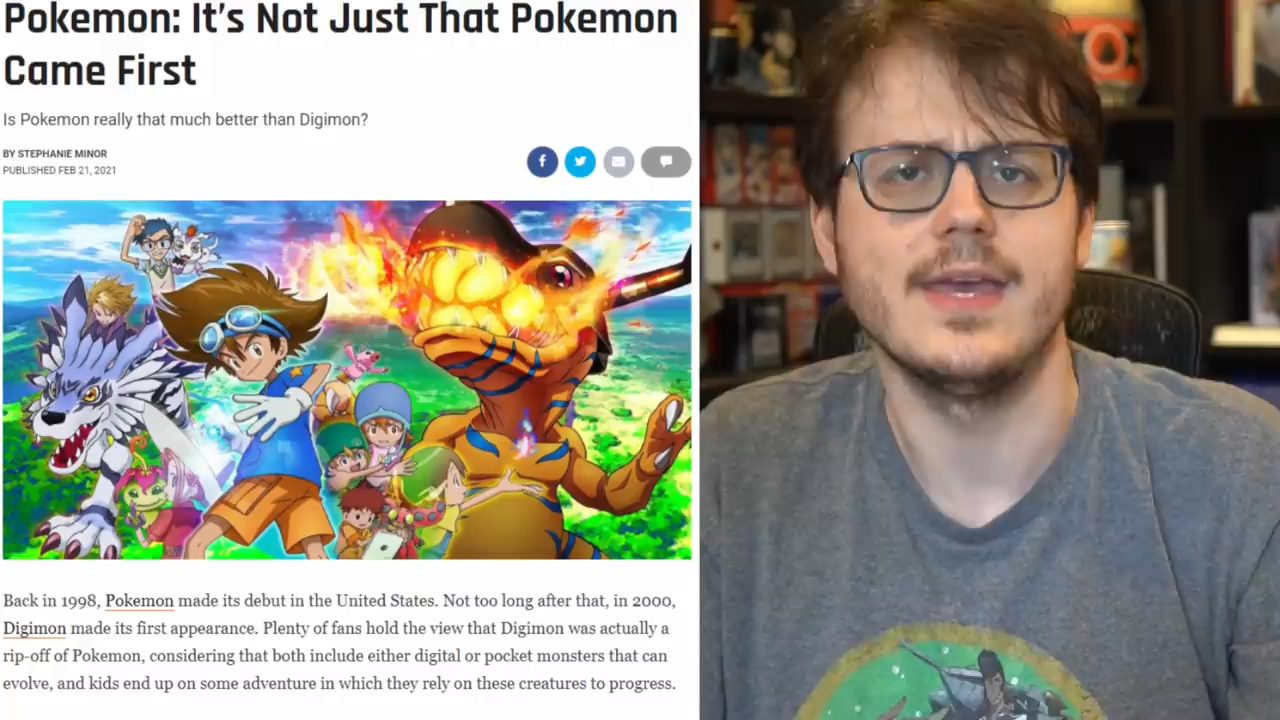 Pokemon: It’s Not Just That Pokemon
Came First
Is Pokemon really that much better than Digimon?
BY STEPHANIE MINOR
PUBLISHED FEB 21, 2021
Back in 1998, Pokemon made its debut in the United States. Not too long after that, in 2000,
Digimon made its first appearance. Plenty of fans hold the view that Digimon was actually a
rip-off of Pokemon, considering that both include either digital or pocket monsters that can
evolve, and kids end up on some adventure in which they rely on these creatures to progress.